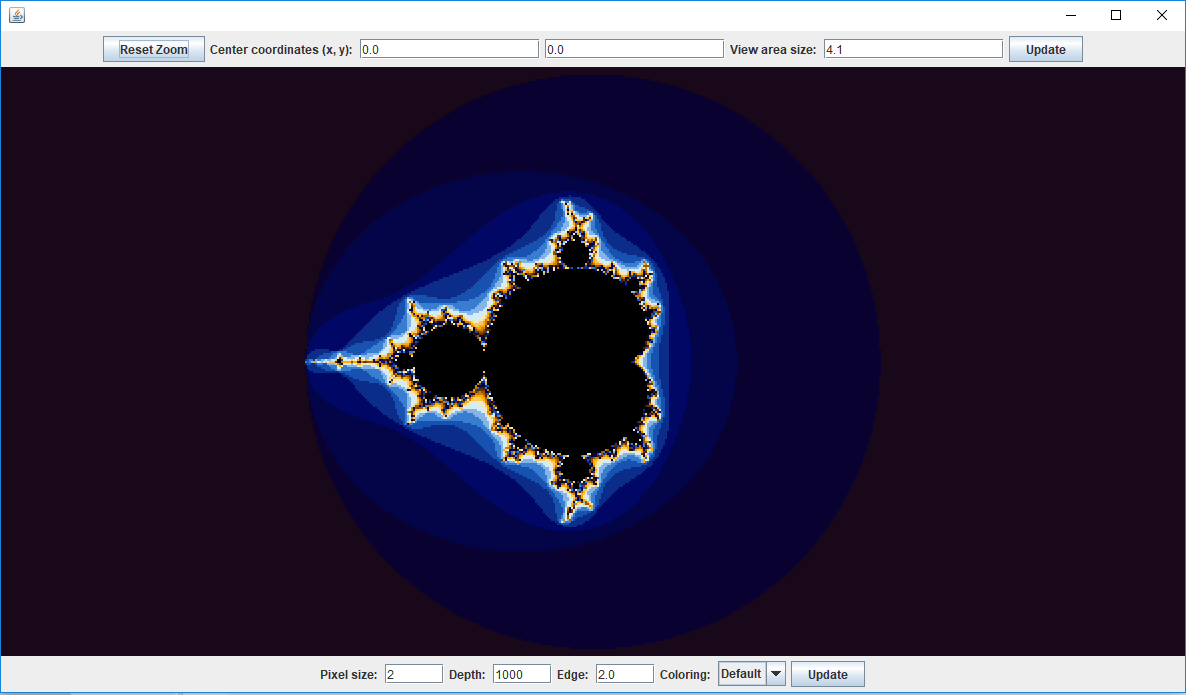 Reset Zoom Center coordinates (x, y): 0.0 0.0 View area size: 4.1 Update
Pixel size: 2 Depth: 1000 Edge: 2.0 Coloring: Default Update